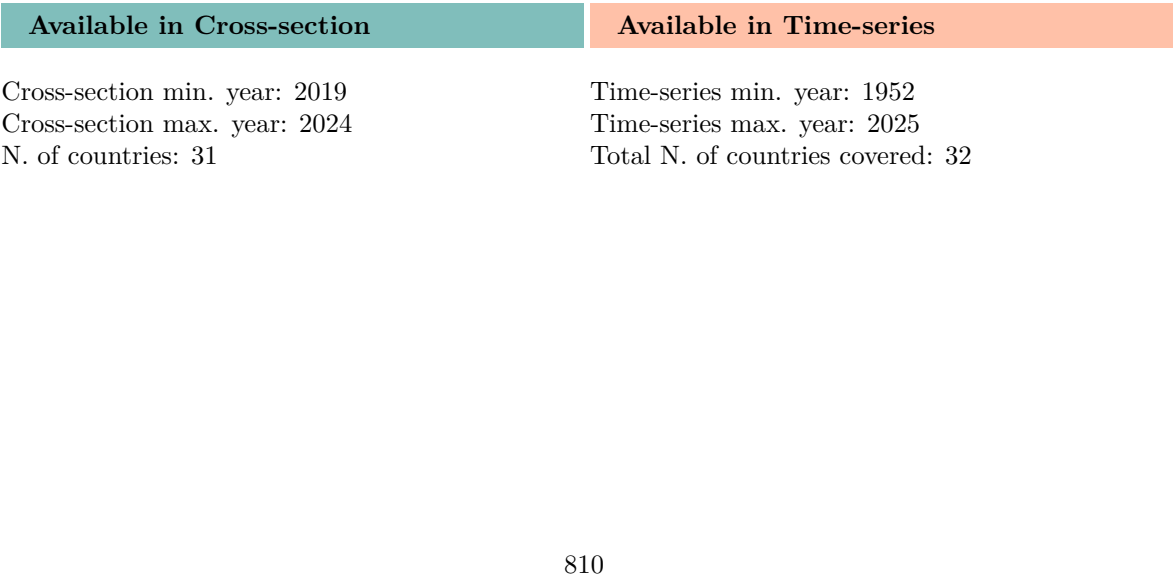 Available in Cross-section
Cross-section min. year: 2019
Cross-section max. year: 2024
N. of countries: 31
Available in Time-series
Time-series min. year: 1952
Time-series max. year: 2025
Total N. of countries covered: 32
810